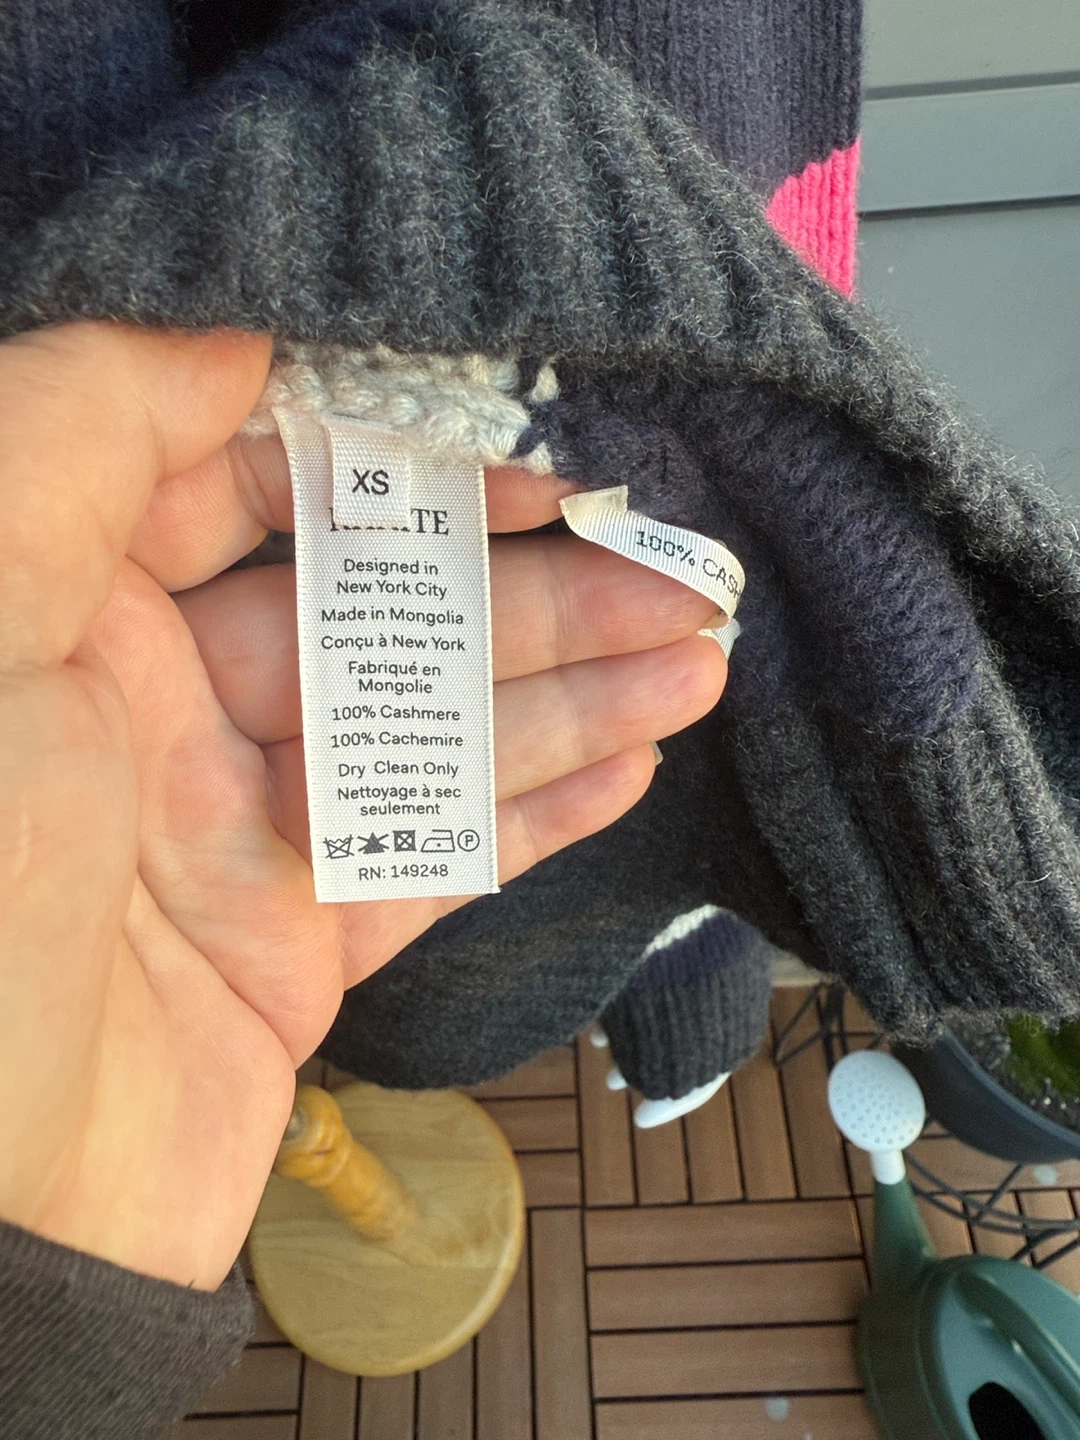 XS
Designed in
New York City
Made in Mongolia
Conçu à New York
Fabriqué en
Mongolie
100% Cashmere
100% Cachemire
Dry Clean Only
Nettoyage à sec
seulement
P
RN: 149248
100%